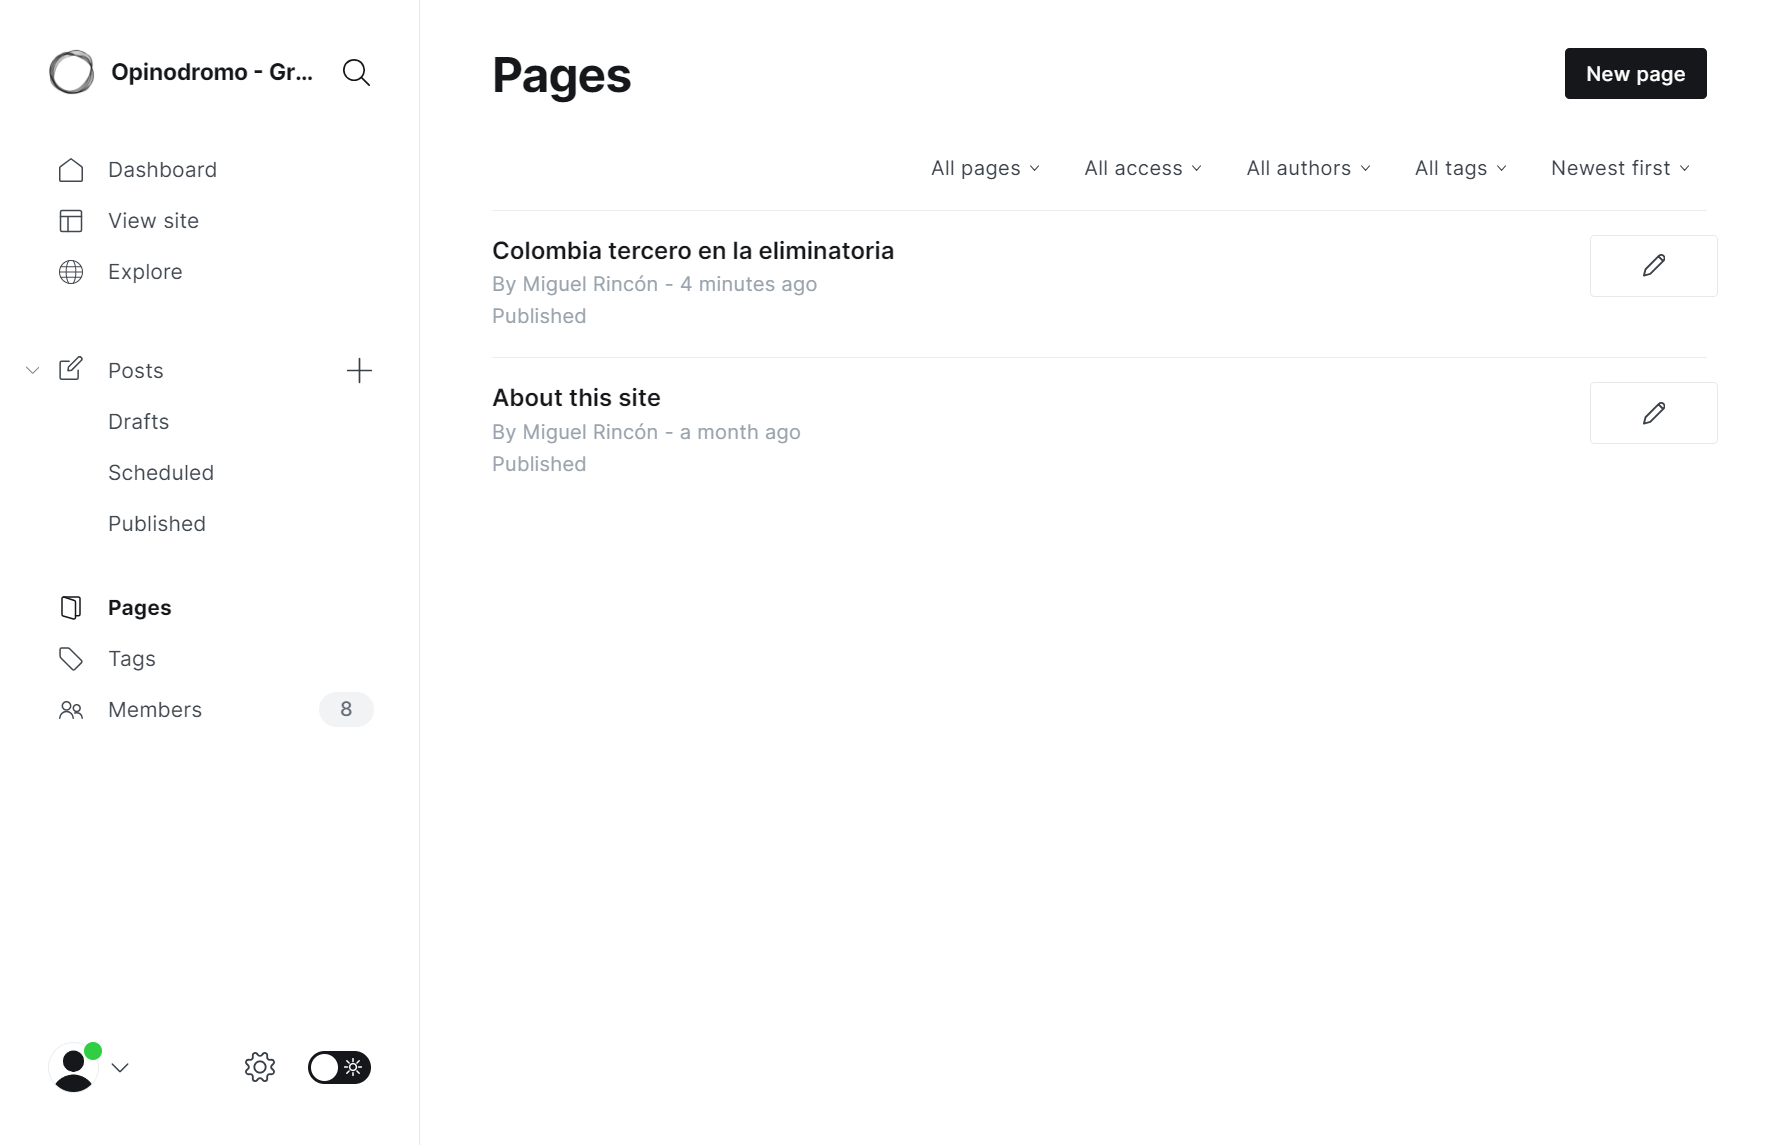 Opinodromo - Gr...
Dashboard
View site
Explore
Posts
Drafts
Scheduled
Published
Pages
Tags
Members 8
Pages
New page
All pages All access All authors All tags Newest first
Colombia tercero en la eliminatoria
By Miguel Rincón - 4 minutes ago
Published
About this site
By Miguel Rincón - a month ago
Published